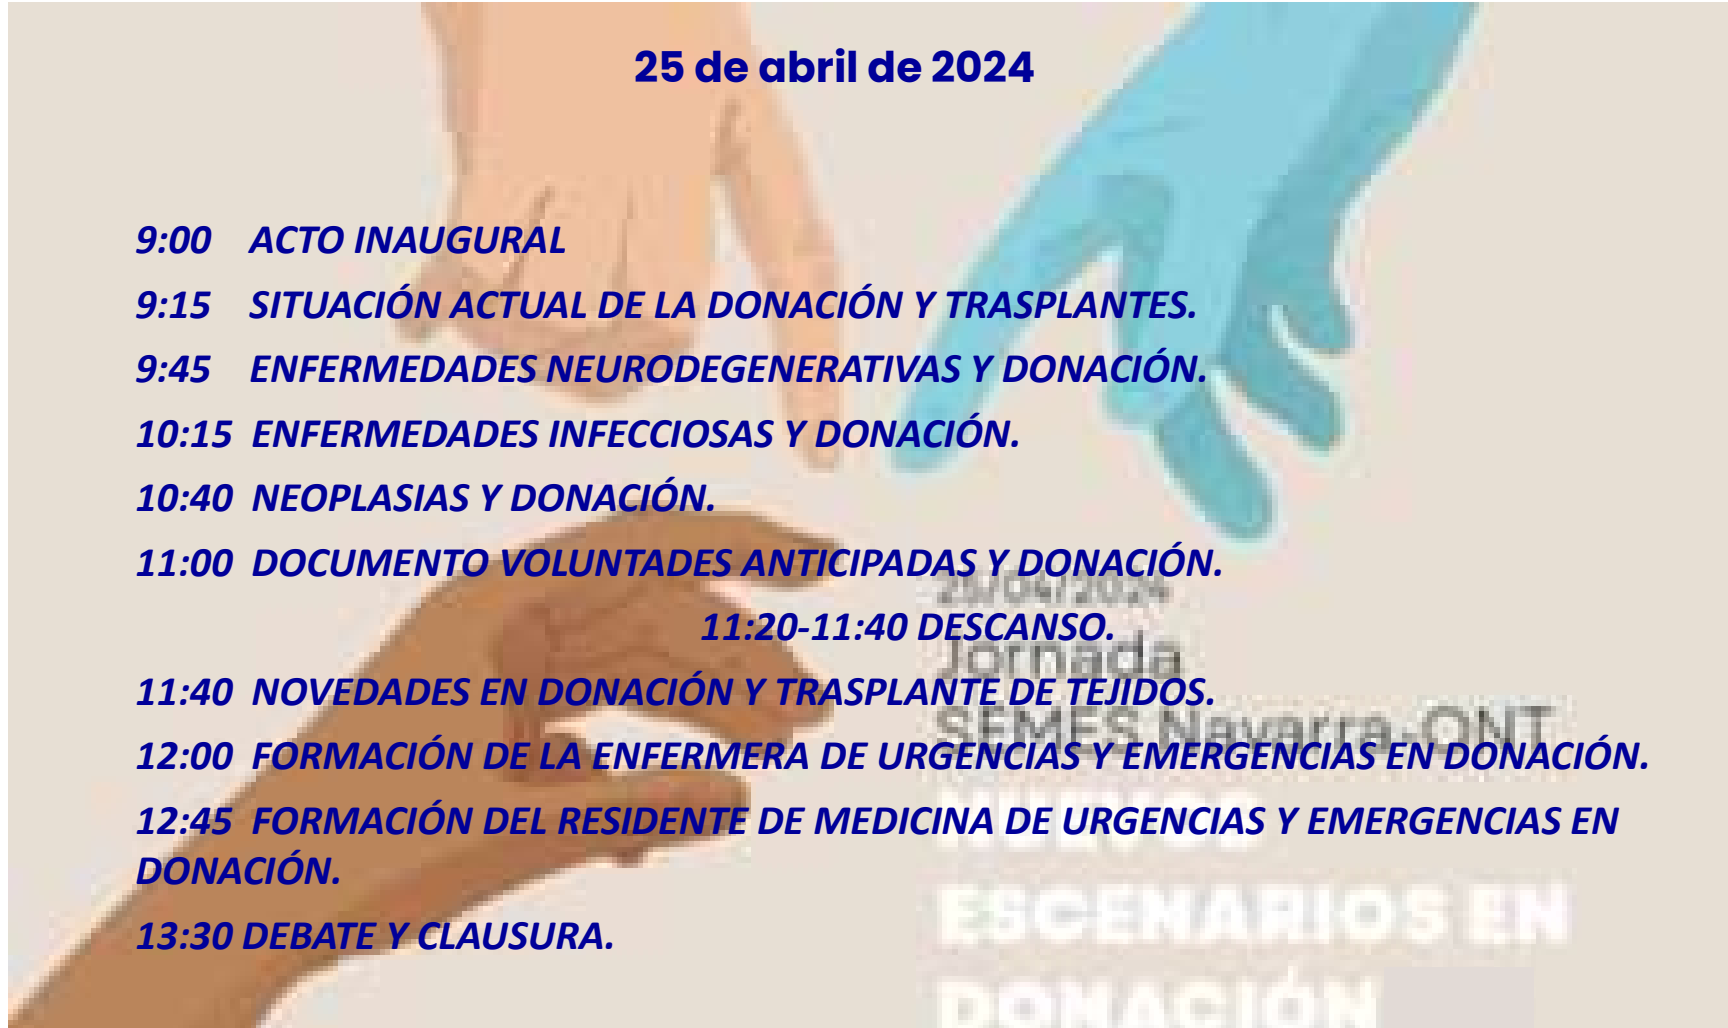 25 de abril de 2024
9:00 ACTO INAUGURAL
9:15 SITUACIÓN ACTUAL DE LA DONACIÓN Y TRASPLANTES.
9:45 ENFERMEDADES NEURODEGENERATIVAS Y DONACIÓN.
10:15 ENFERMEDADES INFECCIOSAS Y DONACIÓN.
10:40 NEOPLASIAS Y DONACIÓN.
11:00 DOCUMENTO VOLUNTADES ANTICIPADAS Y DONACIÓN.
25/04/2024
11:20-11:40 DESCANSO.
Jornada
11:40 NOVEDADES EN DONACIÓN Y TRASPLANTE DE TEJIDOS.
SEMES Navarra-ONT
12:00 FORMACIÓN DE LA ENFERMERA DE URGENCIAS Y EMERGENCIAS EN DONACIÓN.
12:45 FORMACIÓN DEL RESIDENTE DE MEDICINA DE URGENCIAS Y EMERGENCIAS EN
NUEVOS
DONACIÓN.
ESCENARIOS EN
13:30 DEBATE Y CLAUSURA.
DONACIÓN